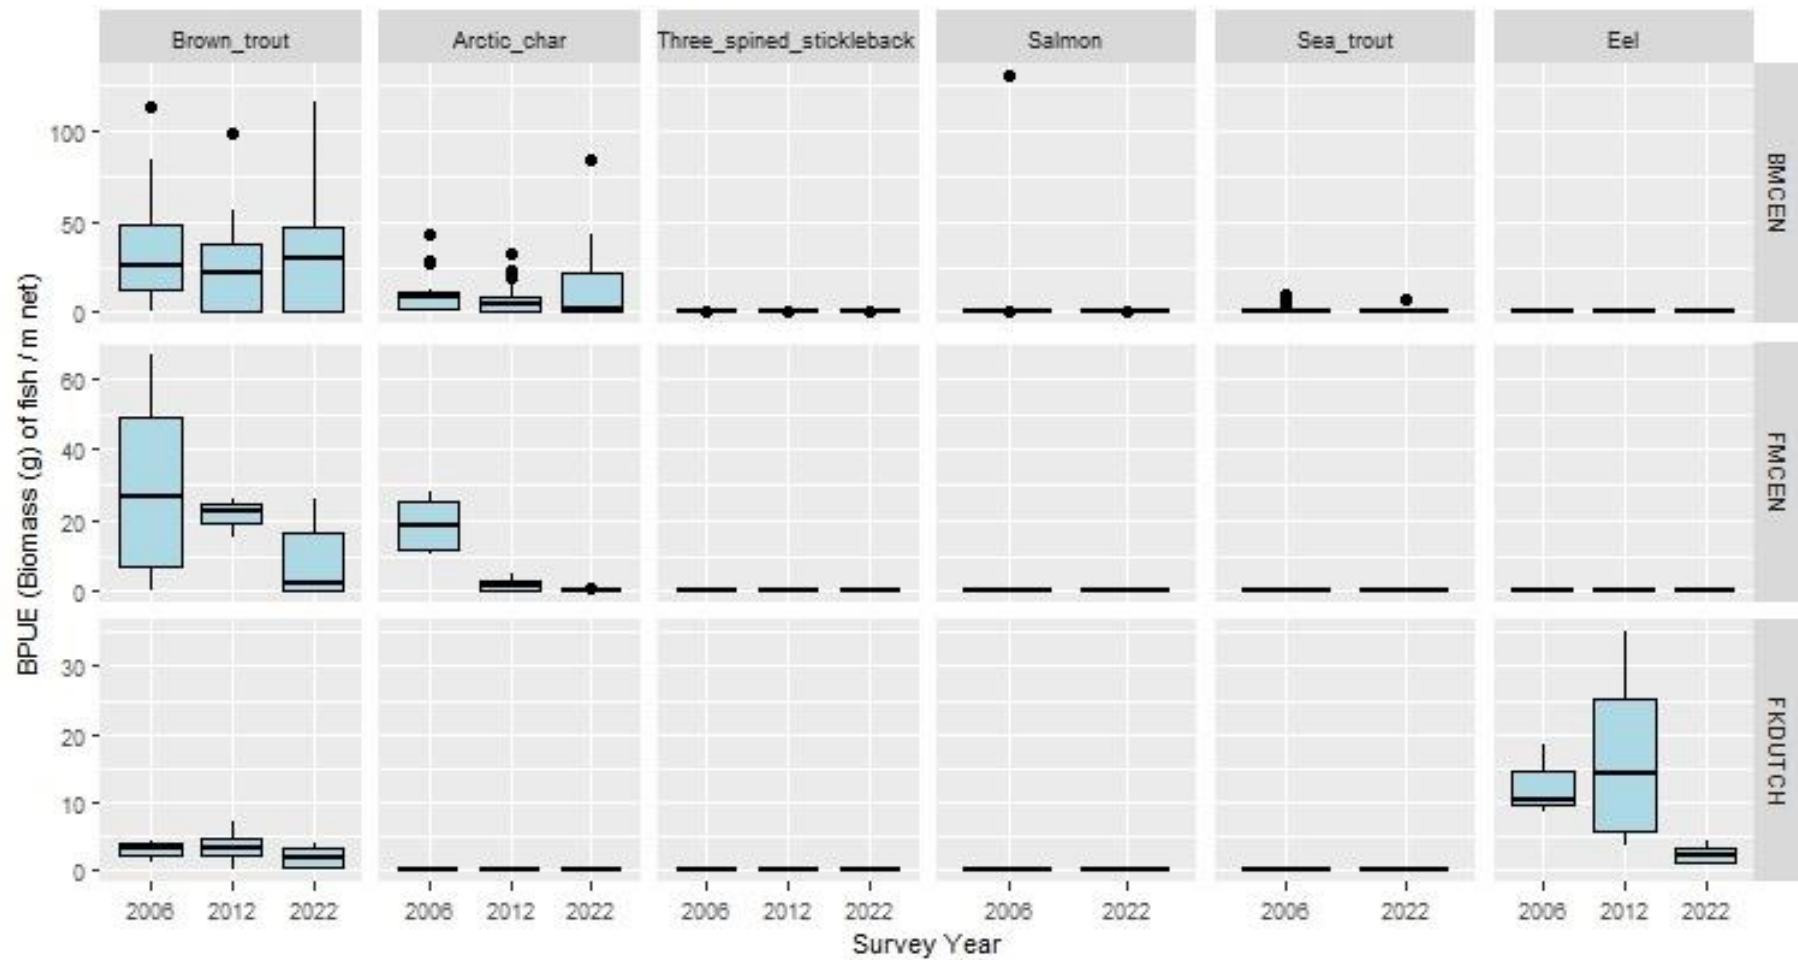 Brown_trout Arctic_char Three_spined_stickleback Salmon Sea_trout Eel
BPUE (Biomass (g) of fish / m net)
100
50
0
BMCEN
60
40
20
0
FMCEN
30
20
10
0
FKDUTCH
2006 2012 2022 2006 2012 2022 2006 2012 2022 2006 2022 2006 2022 2006 2012 2022
Survey Year